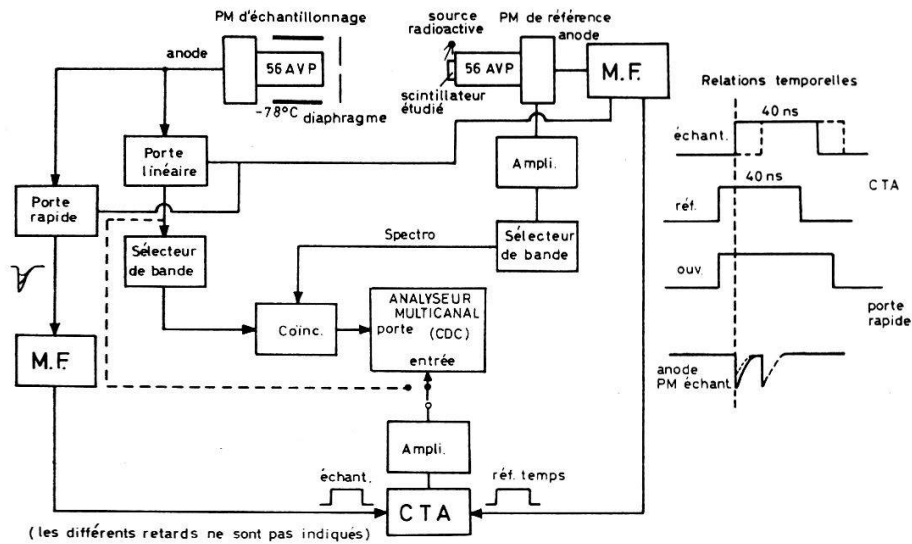 PM d'échantillonnage
anode
56 AVP
-78°C
diaphragme
source
radioactive
PM de référence
anode
56 AVP
scintillateur
étudié
M.F.
Porte
linéaire
Ampli.
Porte
rapide
Sélecteur
de bande
Spectro
Sélecteur
de bande
Coïnc.
ANALYSEUR
MULTICANAL
porte (CDC)
entrée
M.F.
Ampli.
échant.
réf. temps
CTA
(les différents retards ne sont pas indiqués)
Relations temporelles
40 ns
échant.
CTA
40 ns
réf.
ouv.
porte
rapide
anode
PM échant.